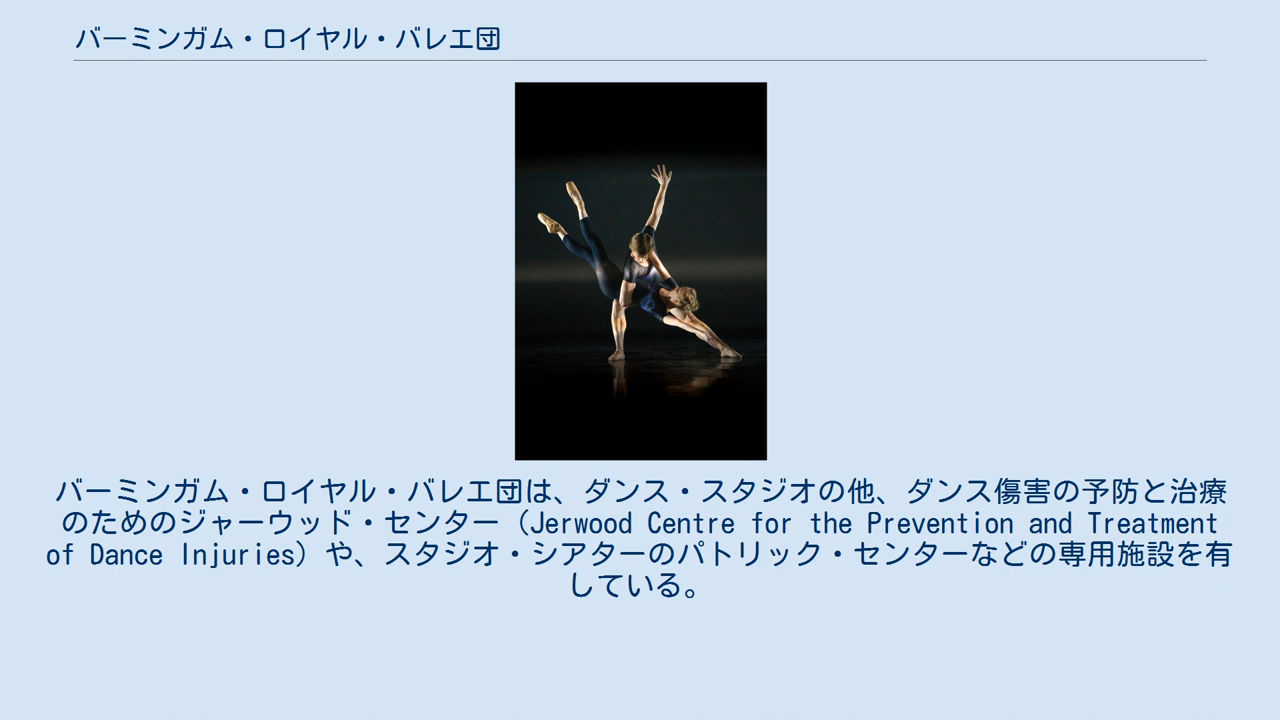 バーミンガム・ロイヤル・バレエ団
バーミンガム・ロイヤル・バレエ団は、ダンス・スタジオの他、ダンス傷害の予防と治療
のためのジャーウッド・センター（Jerwood Centre for the Prevention and Treatment
of Dance Injuries）や、スタジオ・シアターのパトリック・センターなどの専用施設を有
している。